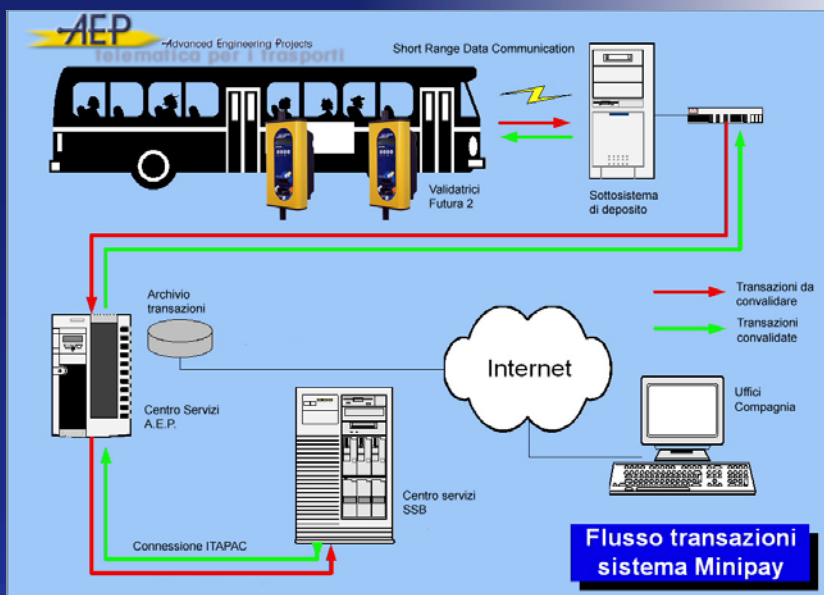 AEP
Advanced Engineering Projects
telematica per i trasporti
Short Range Data Communication
AEP
AEP
Validatrici
Futura 2
Sottosistema
di deposito
Archivio
transazioni
Transazioni da
convalidare
Transazioni
convalidate
Internet
Centro Servizi
A.E.P.
Uffici
Compagnia
Centro servizi
SSB
Connessione ITAPAC
Flusso transazioni
sistema Minipay